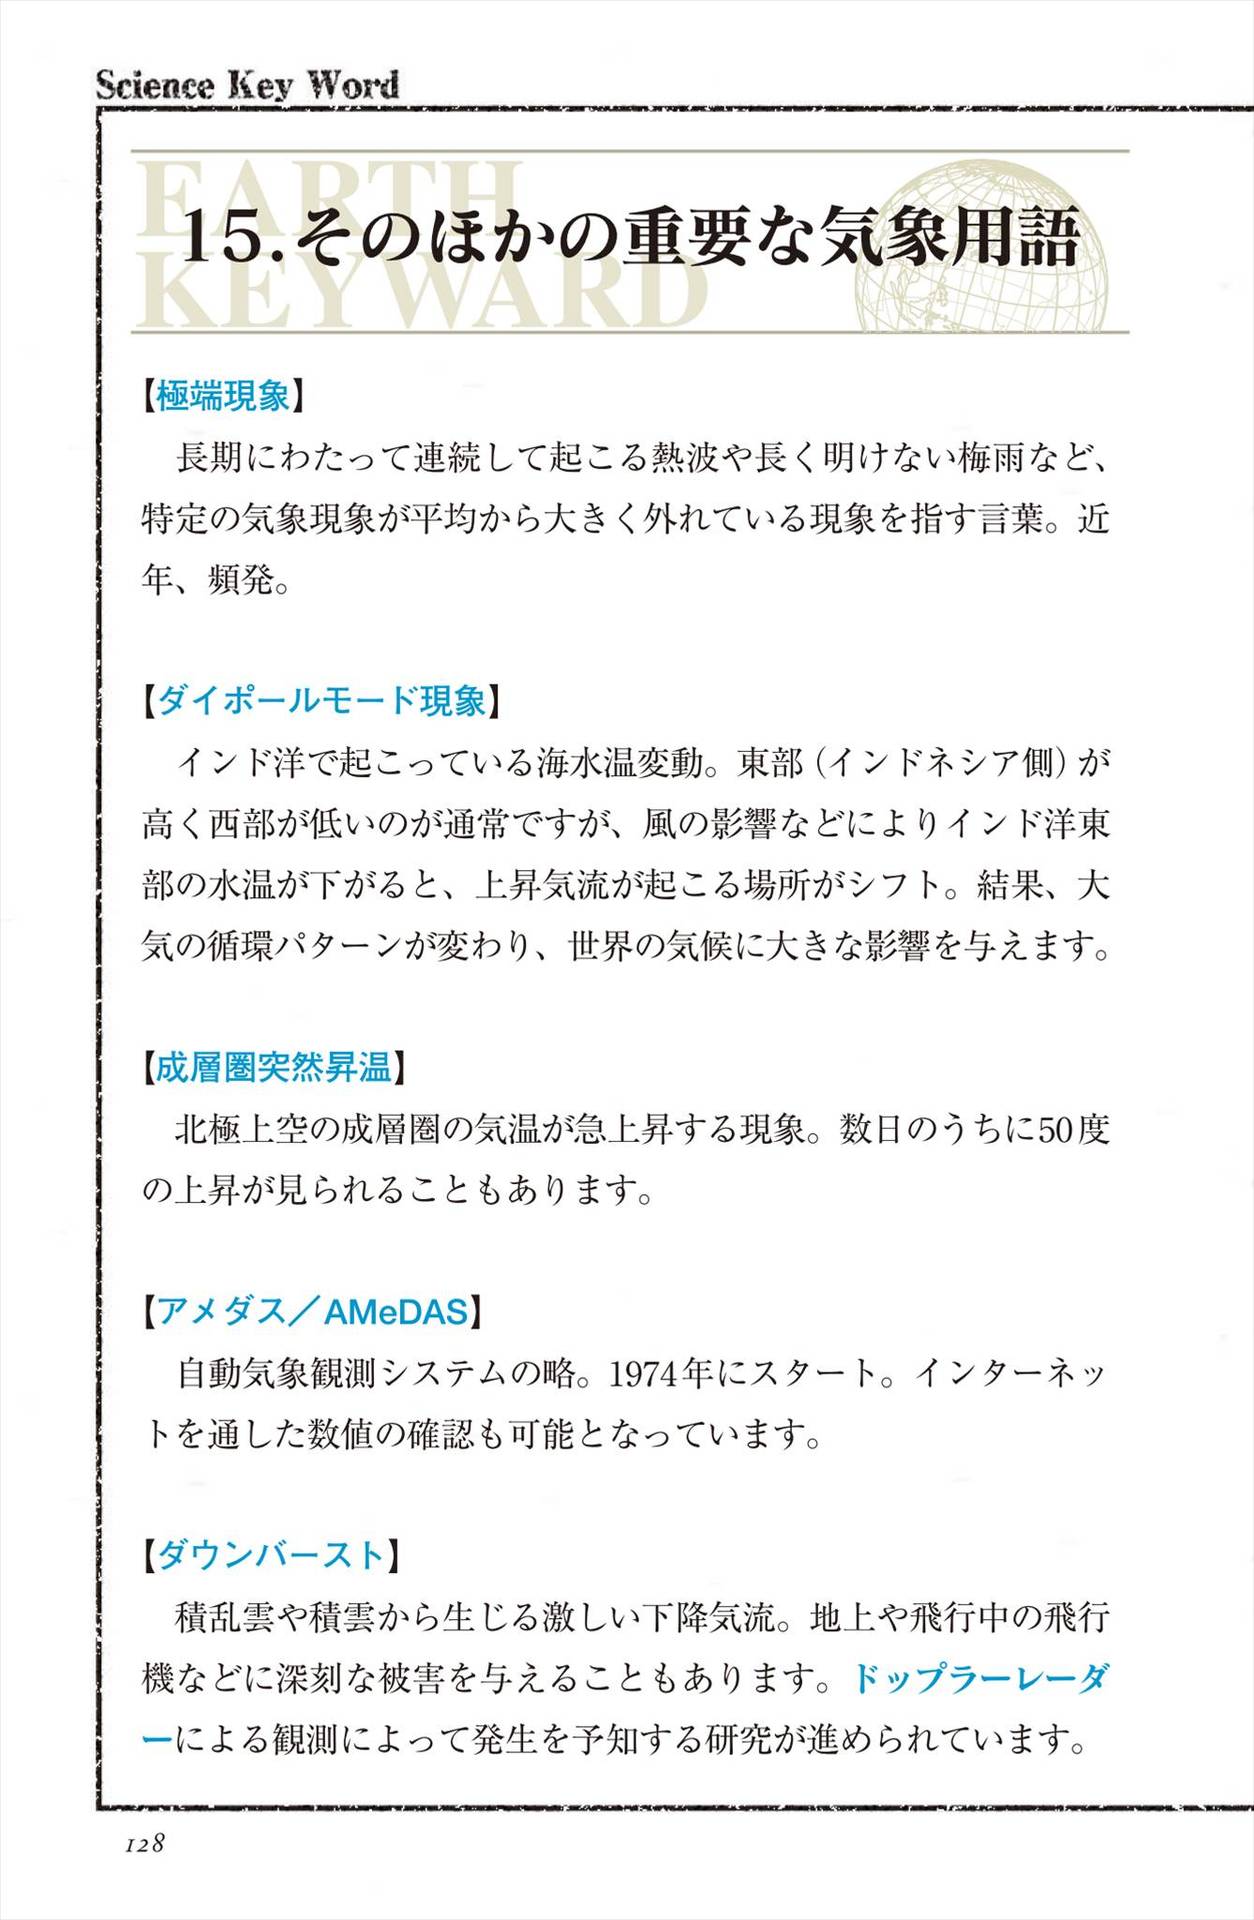 Science Key Word
EARTH
KEYWARD
15.そのほかの重要な気象用語
【極端現象】
長期にわたって連続して起こる熱波や長く明けない梅雨など、
特定の気象現象が平均から大きく外れている現象を指す言葉。近
年、頻発。
【ダイポールモード現象】
インド洋で起こっている海水温変動。東部（インドネシア側）が
高く西部が低いのが通常ですが、風の影響などによりインド洋東
部の水温が下がると、上昇気流が起こる場所がシフト。結果、大
気の循環パターンが変わり、世界の気候に大きな影響を与えます。
【成層圏突然昇温】
北極上空の成層圏の気温が急上昇する現象。数日のうちに50度
の上昇が見られることもあります。
【アメダス／AMeDAS】
自動気象観測システムの略。1974年にスタート。インターネッ
トを通した数値の確認も可能となっています。
【ダウンバースト】
積乱雲や積雲から生じる激しい下降気流。地上や飛行中の飛行
機などに深刻な被害を与えることもあります。ドップラーレーダ
ーによる観測によって発生を予知する研究が進められています。
128